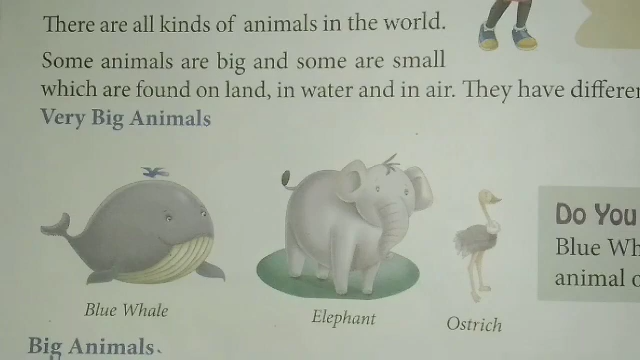 There are all kinds of animals in the world.
Some animals are big and some are small
which are found on land, in water and in air. They have
Very Big Animals
Do You
Blue
animal
Blue Whale
Elephant
Ostrich
Big Animals